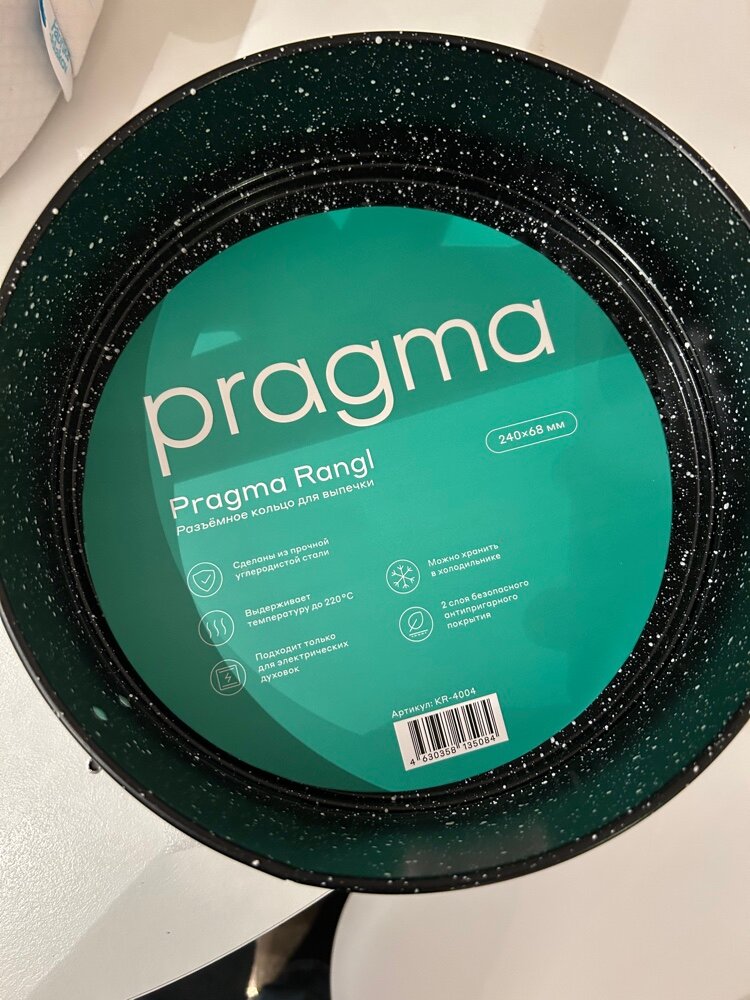 pragma
240×68 мм
Pragma Rangl
Разъёмное кольцо для выпечки
Сделаны из прочной
углеродистой стали
Выдерживает
температуру до 220°C
Подходит только
для электрических
духовок
Можно хранить
в холодильнике
2 слоя безопасного
антипригарного
покрытия
Артикул: KR-4004
4 630358 135084